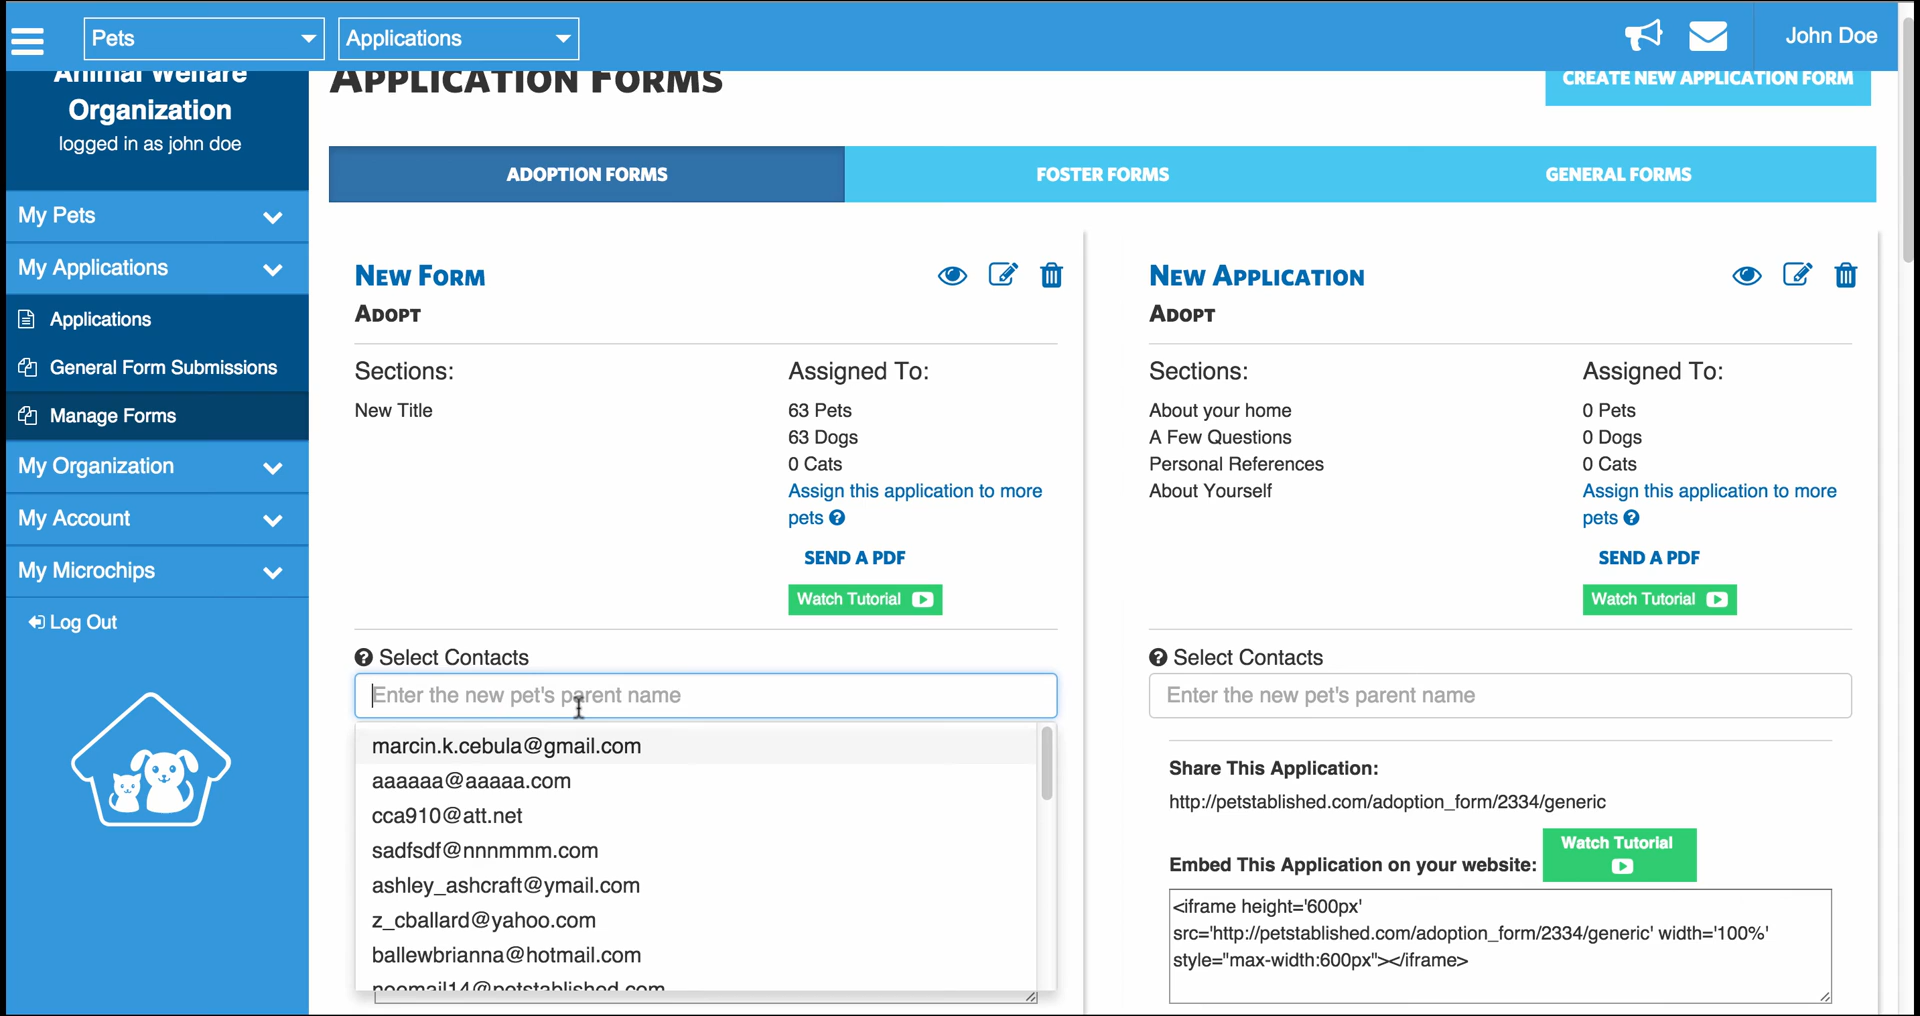 Pets
Applications
John Doe
Animal Welfare
Organization
logged in as john doe
My Pets
My Applications
Applications
General Form Submissions
Manage Forms
My Organization
My Account
My Microchips
Log Out
APPLICATION FORMS
CREATE NEW APPLICATION FORM
ADOPTION FORMS
FOSTER FORMS
GENERAL FORMS
NEW FORM
ADOPT
Sections:
New Title
Assigned To:
63 Pets
63 Dogs
0 Cats
Assign this application to more
pets
SEND A PDF
Watch Tutorial
Select Contacts
Enter the new pet's parent name
marcin.k.cebula@gmail.com
aaaaaa@aaaaa.com
cca910@att.net
sadfsdf@nnnmmm.com
ashley_ashcraft@ymail.com
z_cballard@yahoo.com
ballewbrianna@hotmail.com
NEW APPLICATION
ADOPT
Sections:
About your home
A Few Questions
Personal References
About Yourself
Assigned To:
0 Pets
0 Dogs
0 Cats
Assign this application to more
pets
SEND A PDF
Watch Tutorial
Select Contacts
Enter the new pet's parent name
Share This Application:
http://petstablished.com/adoption_form/2334/generic
Embed This Application on your website:
Watch Tutorial
<iframe height='600px'
src='http://petstablished.com/adoption_form/2334/generic' width='100%'
style="max-width:600px"></iframe>